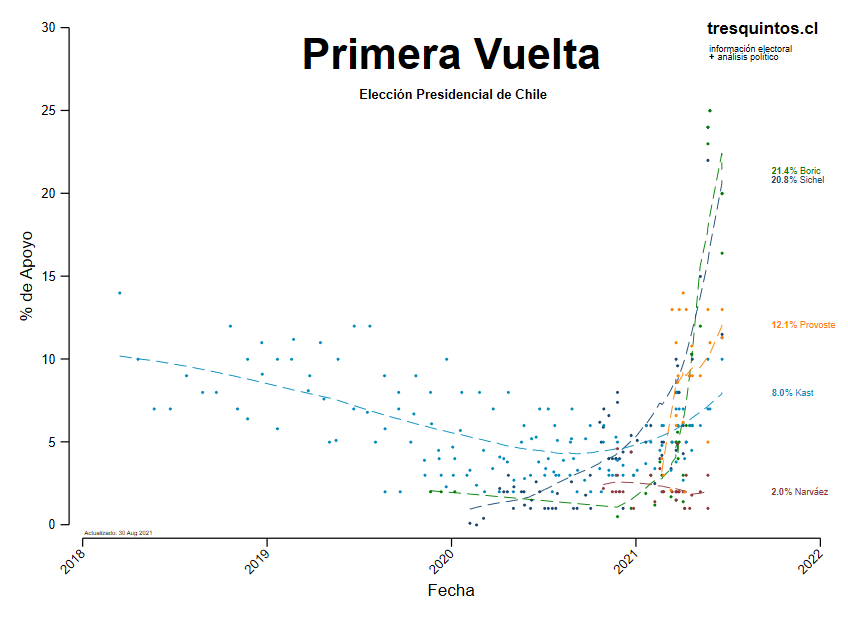 Primera Vuelta
Elección Presidencial de Chile
tresquintos.cl
información electoral
+ análisis político
% de Apoyo
30
25
20
15
10
5
0
21.4% Boric
20.8% Sichel
12.1% Provoste
8.0% Kast
2.0% Narváez
Actualizado: 30 Aug 2021
2018
2019
2020
2021
2022
Fecha